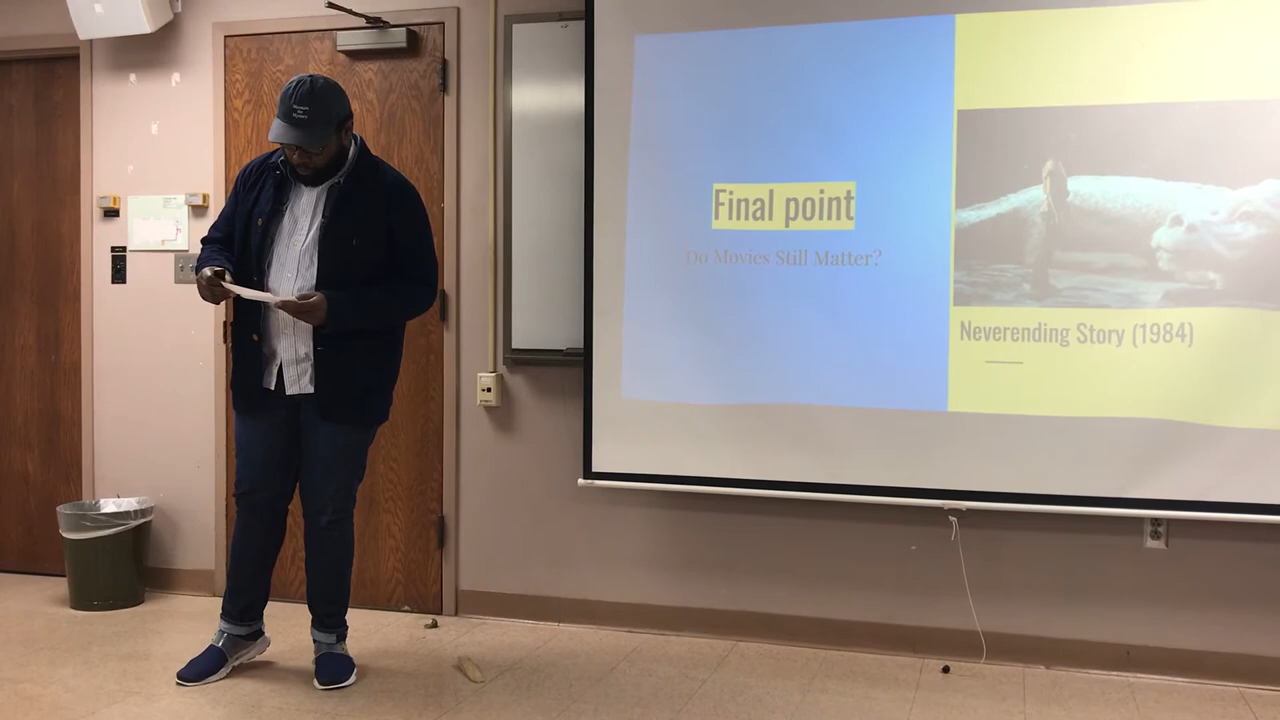 Final point
Do Movies Still Matter?
Neverending Story (1984)